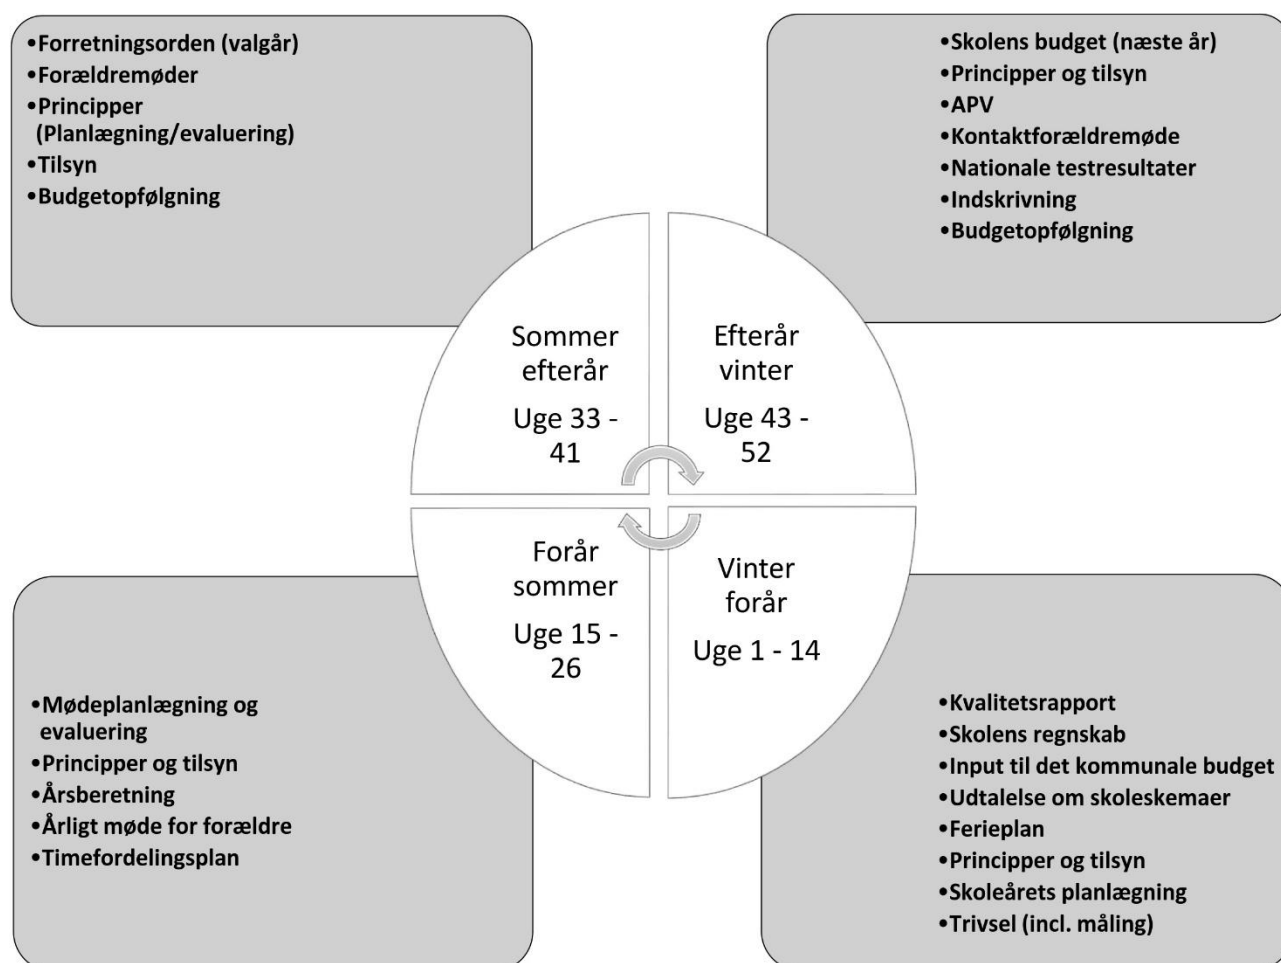 •Forretningsorden (valgår)
•Forældremøder
•Principper
(Planlægning/evaluering)
•Tilsyn
•Budgetopfølgning
•Skolens budget (næste år)
•Principper og tilsyn
•APV
•Kontaktforældremøde
•Nationale testresultater
•Indskrivning
•Budgetopfølgning
Sommer
efterår
Uge 33 -
41
Efterår
vinter
Uge 43 -
52
Forår
sommer
Uge 15 -
26
Vinter
forår
Uge 1 - 14
•Mødeplanlægning og
evaluering
•Principper og tilsyn
•Årsberetning
•Årligt møde for forældre
•Timefordelingsplan
•Kvalitetsrapport
•Skolens regnskab
•Input til det kommunale budget
•Udtalelse om skoleskemaer
•Ferieplan
•Principper og tilsyn
•Skoleårets planlægning
•Trivsel (incl. måling)